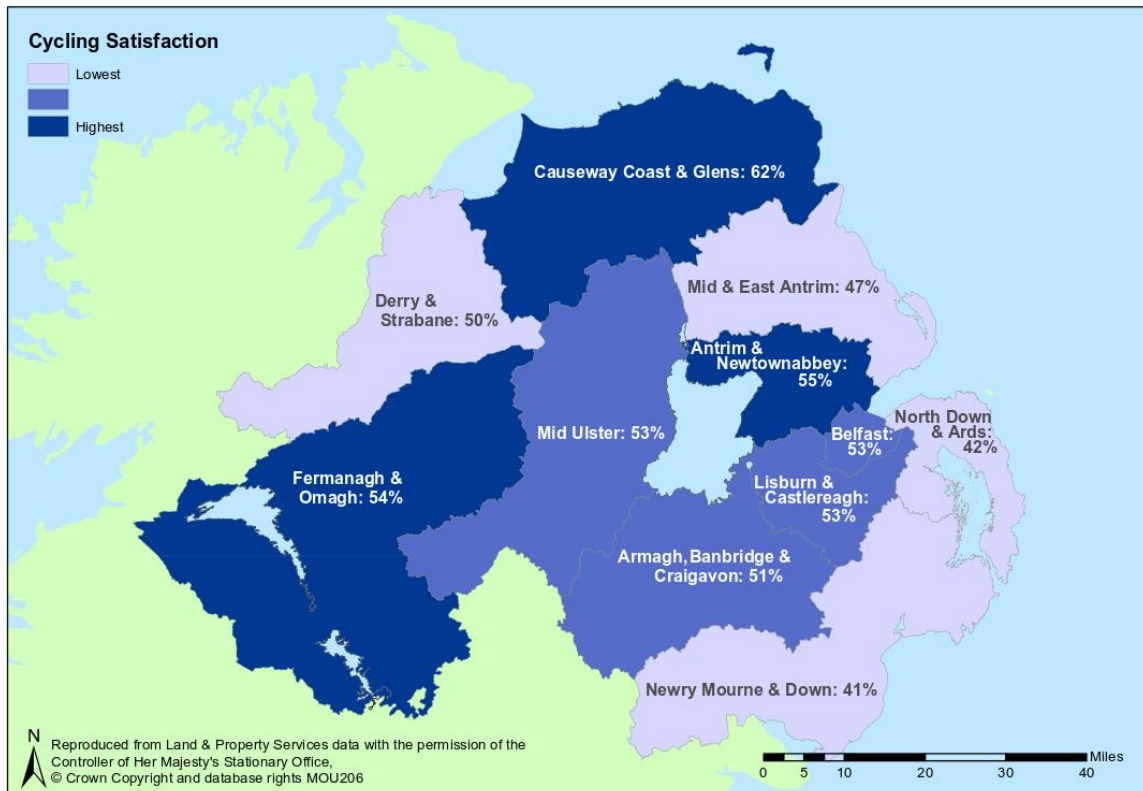 Cycling Satisfaction
Lowest
Highest
Causeway Coast & Glens: 62%
Mid & East Antrim: 47%
Derry &
Strabane: 50%
Antrim &
Newtownabbey:
55%
North Down
& Ards:
42%
Belfast:
53%
Mid Ulster: 53%
Lisburn &
Castlereagh:
53%
Fermanagh &
Omagh: 54%
Armagh, Banbridge &
Craigavon: 51%
Newry Mourne & Down: 41%
N
Reproduced from Land & Property Services data with the permission of the
Controller of Her Majesty's Stationary Office,
© Crown Copyright and database rights MOU206
Miles
0 5 10 20 30 40